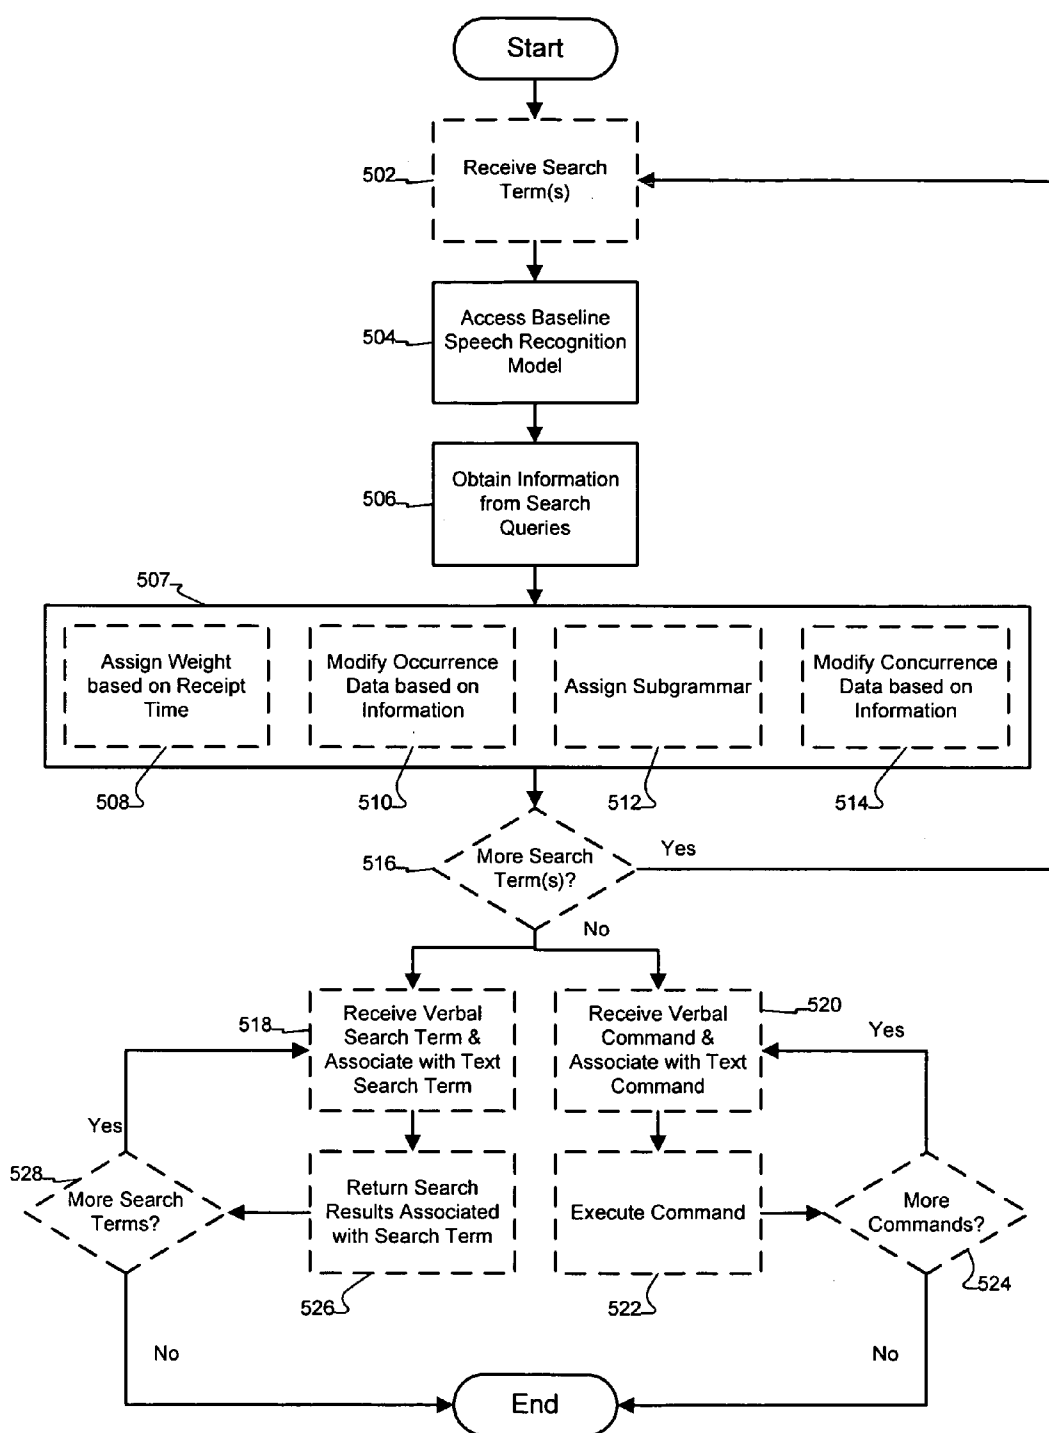 Start
502
Receive Search
Term(s)
504
Access Baseline
Speech Recognition
Model
506
Obtain Information
from Search
Queries
507
Assign Weight
based on Receipt
Time
Modify Occurrence
Data based on
Information
Assign Subgrammar
Modify Concurrence
Data based on
Information
508
510
512
514
516
More Search
Term(s)?
Yes
No
518
Receive Verbal
Search Term &
Associate with Text
Search Term
Receive Verbal
Command &
Associate with Text
Command
520
Yes
Yes
528
More Search
Terms?
Return Search
Results Associated
with Search Term
Execute Command
More
Commands?
526
522
524
No
No
End